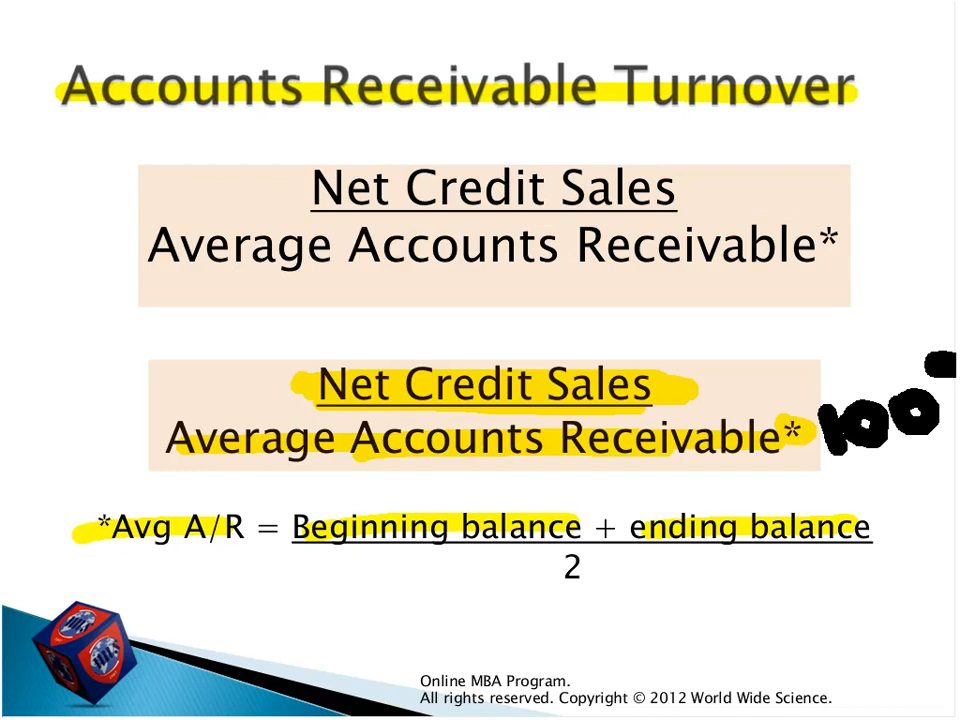 Accounts Receivable Turnover
Net Credit Sales
Average Accounts Receivable*
Net Credit Sales
Average Accounts Receivable*
100
*Avg A/R = Beginning balance + ending balance
2
Online MBA Program.
All rights reserved. Copyright © 2012 World Wide Science.